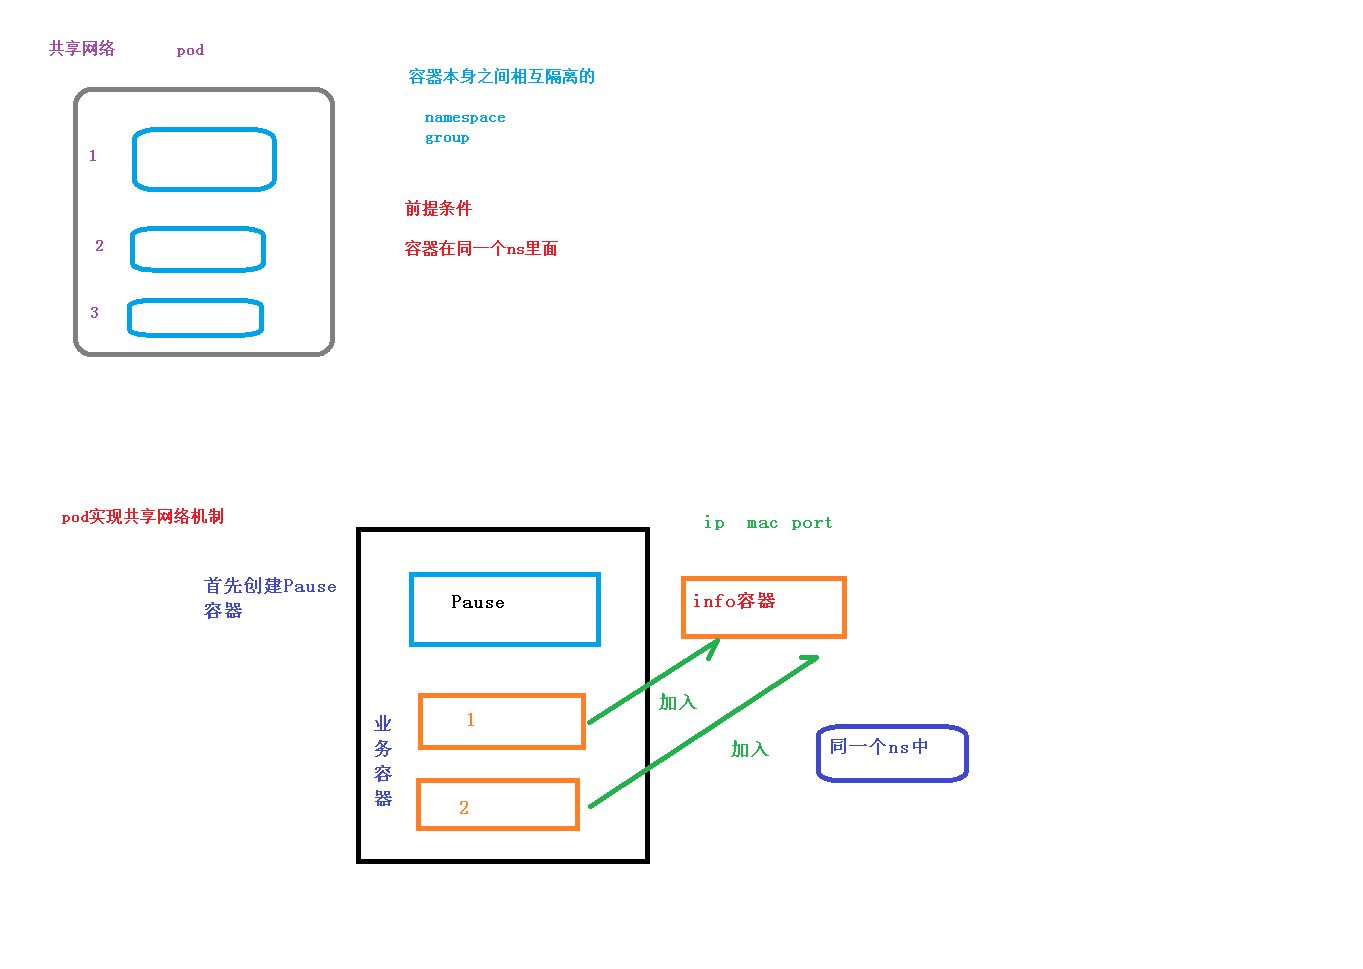 共享网络 pod
容器本身之间相互隔离的
namespace
group
1
2
3
前提条件
容器在同一个ns里面
pod实现共享网络机制
首先创建Pause
容器
Pause
业
务
容
器
1
2
ip mac port
info容器
加入
加入
同一个ns中